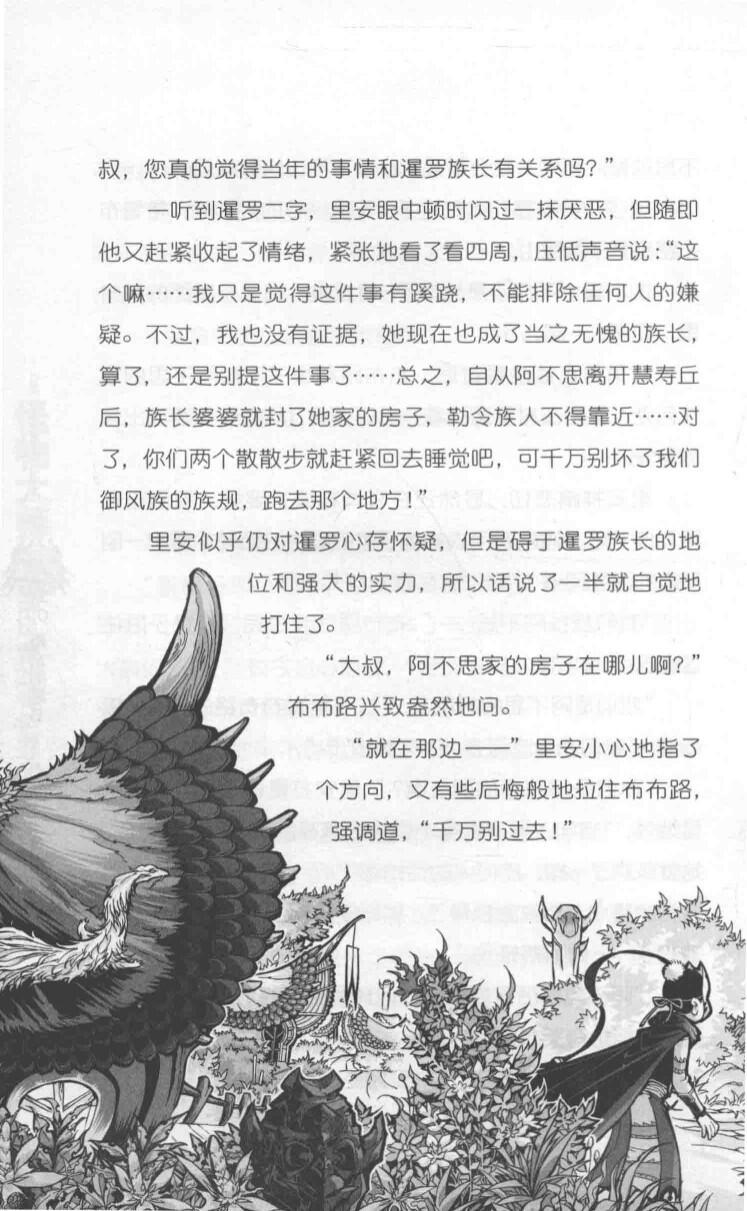 叔，您真的觉得当年的事情和暹罗族长有关系吗？”
一听到暹罗二字，里安眼中顿时闪过一抹厌恶，但随即
他又赶紧收起了情绪，紧张地看了看四周，压低声音说：“这
个嘛……我只是觉得这件事有蹊跷，不能排除任何人的嫌
疑。不过，我也没有证据，她现在也成了当之无愧的族长，
算了，还是别提这件事了……总之，自从阿不思离开慧寿丘
后，族长婆婆就封了她家的房子，勒令族人不得靠近……对
了，你们两个散散步就赶紧回去睡觉吧，可千万别坏了我们
御风族的族规，跑去那个地方！”
里安似乎仍对暹罗心存怀疑，但是碍于暹罗族长的地
位和强大的实力，所以话说了一半就自觉地
打住了。
“大叔，阿不思家的房子在哪儿啊？”
布布路兴致盎然地问。
“就在那边——”里安小心地指了
个方向，又有些后悔般地拉住布布路，
强调道，“千万别过去！”